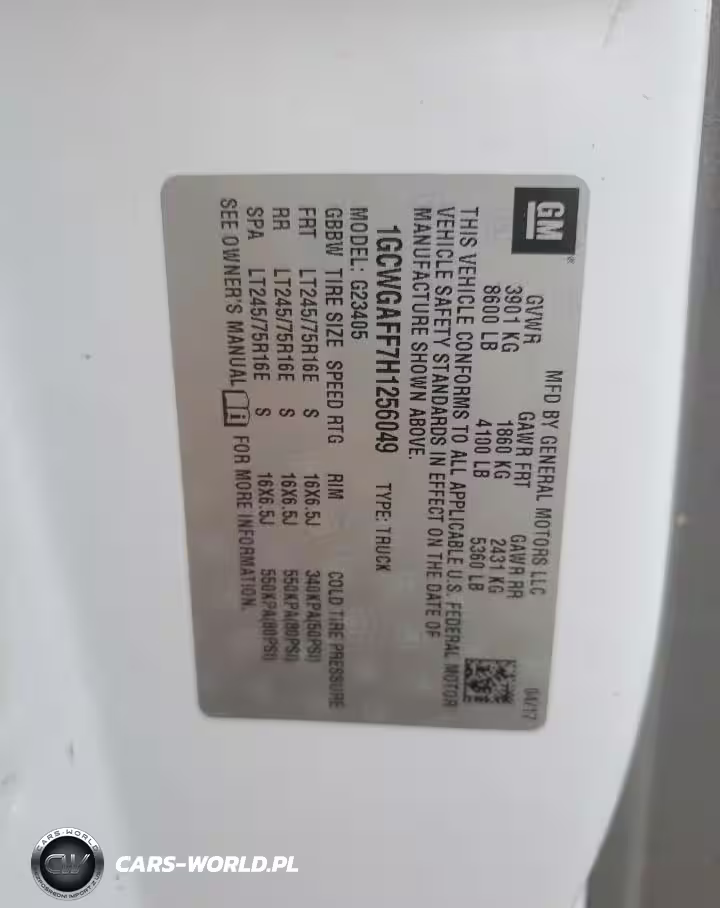 GM
MFD BY GENERAL MOTORS LLC 04/17
GVWR GAWR FRT GAWR RR
3901 KG 1860 KG 2431 KG
8600 LB 4100 LB 5360 LB
THIS VEHICLE CONFORMS TO ALL APPLICABLE U.S. FEDERAL MOTOR
VEHICLE SAFETY STANDARDS IN EFFECT ON THE DATE OF
MANUFACTURE SHOWN ABOVE.
1GCWGAFF7H1256049 TYPE: TRUCK
MODEL: G23405
GBBW TIRE SIZE SPEED RTG RIM COLD TIRE PRESSURE
FRT LT245/75R16E S 16X6.5J 340KPA(50PSI)
RR LT245/75R16E S 16X6.5J 550KPA(80PSI)
SPA LT245/75R16E S 16X6.5J 550KPA(80PSI)
SEE OWNER'S MANUAL FOR MORE INFORMATION.
CARS-WORLD
CW
CARS-WORLD.PL